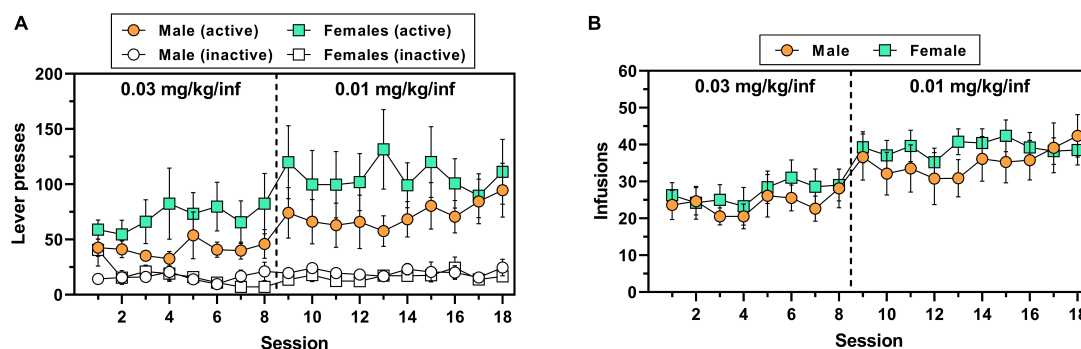 A
Male (active) Females (active)
Male (inactive) Females (inactive)
200
150
100
50
0
Lever presses
0.03 mg/kg/inf 0.01 mg/kg/inf
2 4 6 8 10 12 14 16 18
Session
B
Male Female
60
50
40
30
20
10
0
Infusions
0.03 mg/kg/inf 0.01 mg/kg/inf
2 4 6 8 10 12 14 16 18
Session